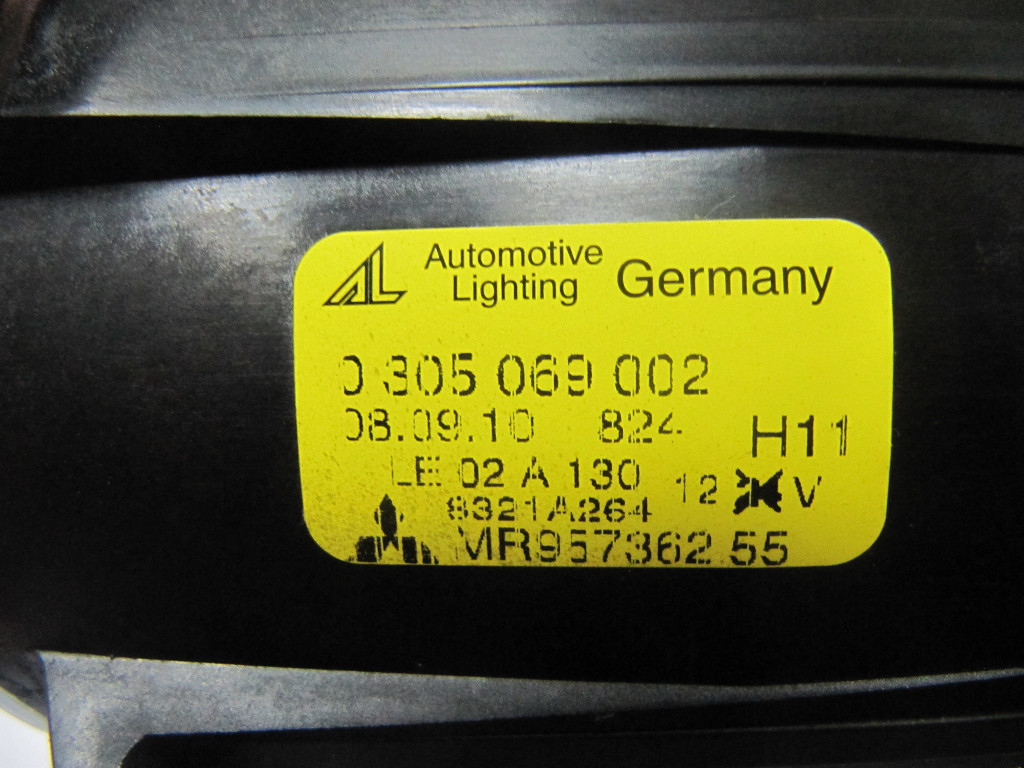 AL Automotive
Lighting Germany
0 305 069 002
08.09.10 824 H11
LE 02 A 130 12 V
8321A264
MR957362 55